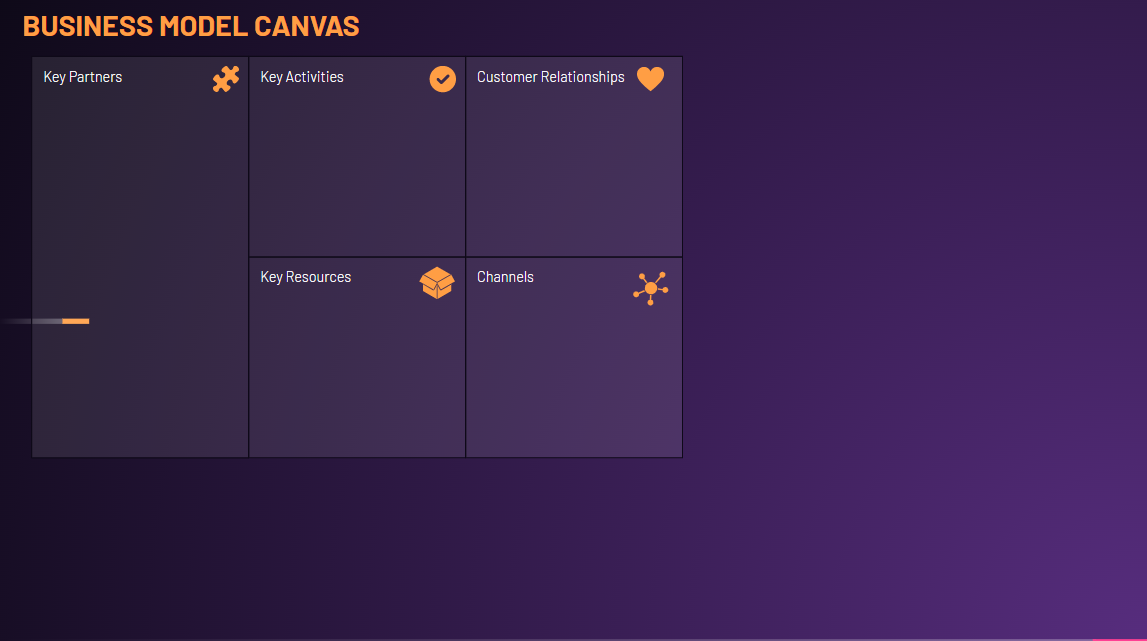 BUSINESS MODEL CANVAS
Key Partners
Key Activities
Customer Relationships
Key Resources
Channels